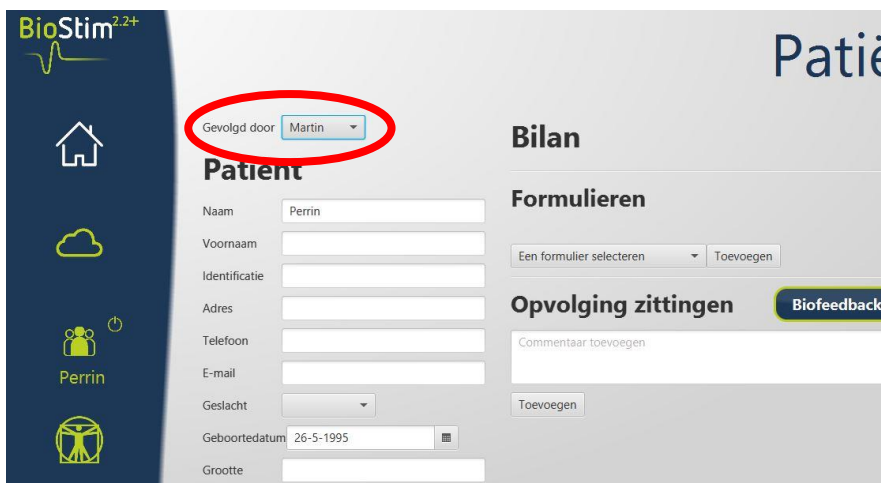 BioStim2.2+
Patië
Gevolgd door Martin
Patiënt
Naam Perrin
Voornaam
Identificatie
Adres
Telefoon
E-mail
Geslacht
Geboortedatum 26-5-1995
Grootte
Bilan
Formulieren
Een formulier selecteren Toevoegen
Opvolging zittingen Biofeedback
Commentaar toevoegen
Toevoegen
Perrin